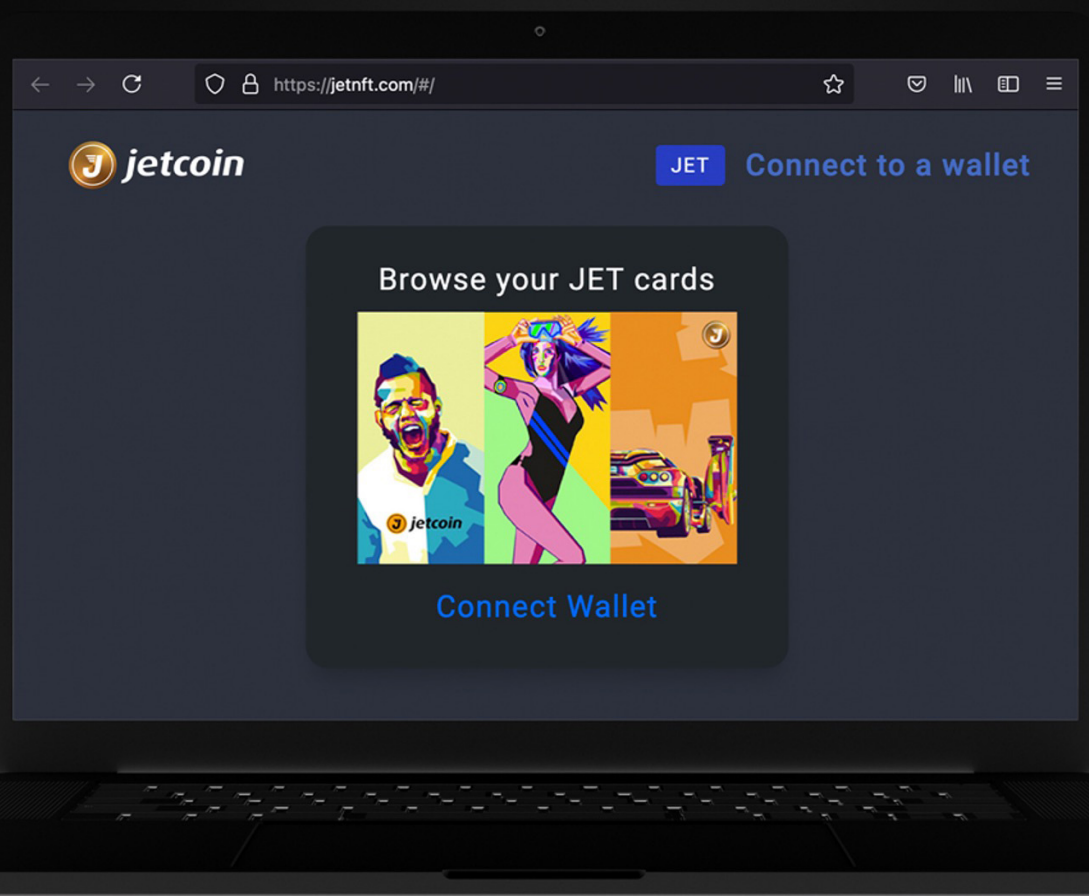 https://jetnft.com/#/
jetcoin
JET
Connect to a wallet
Browse your JET cards
jetcoin
Connect Wallet